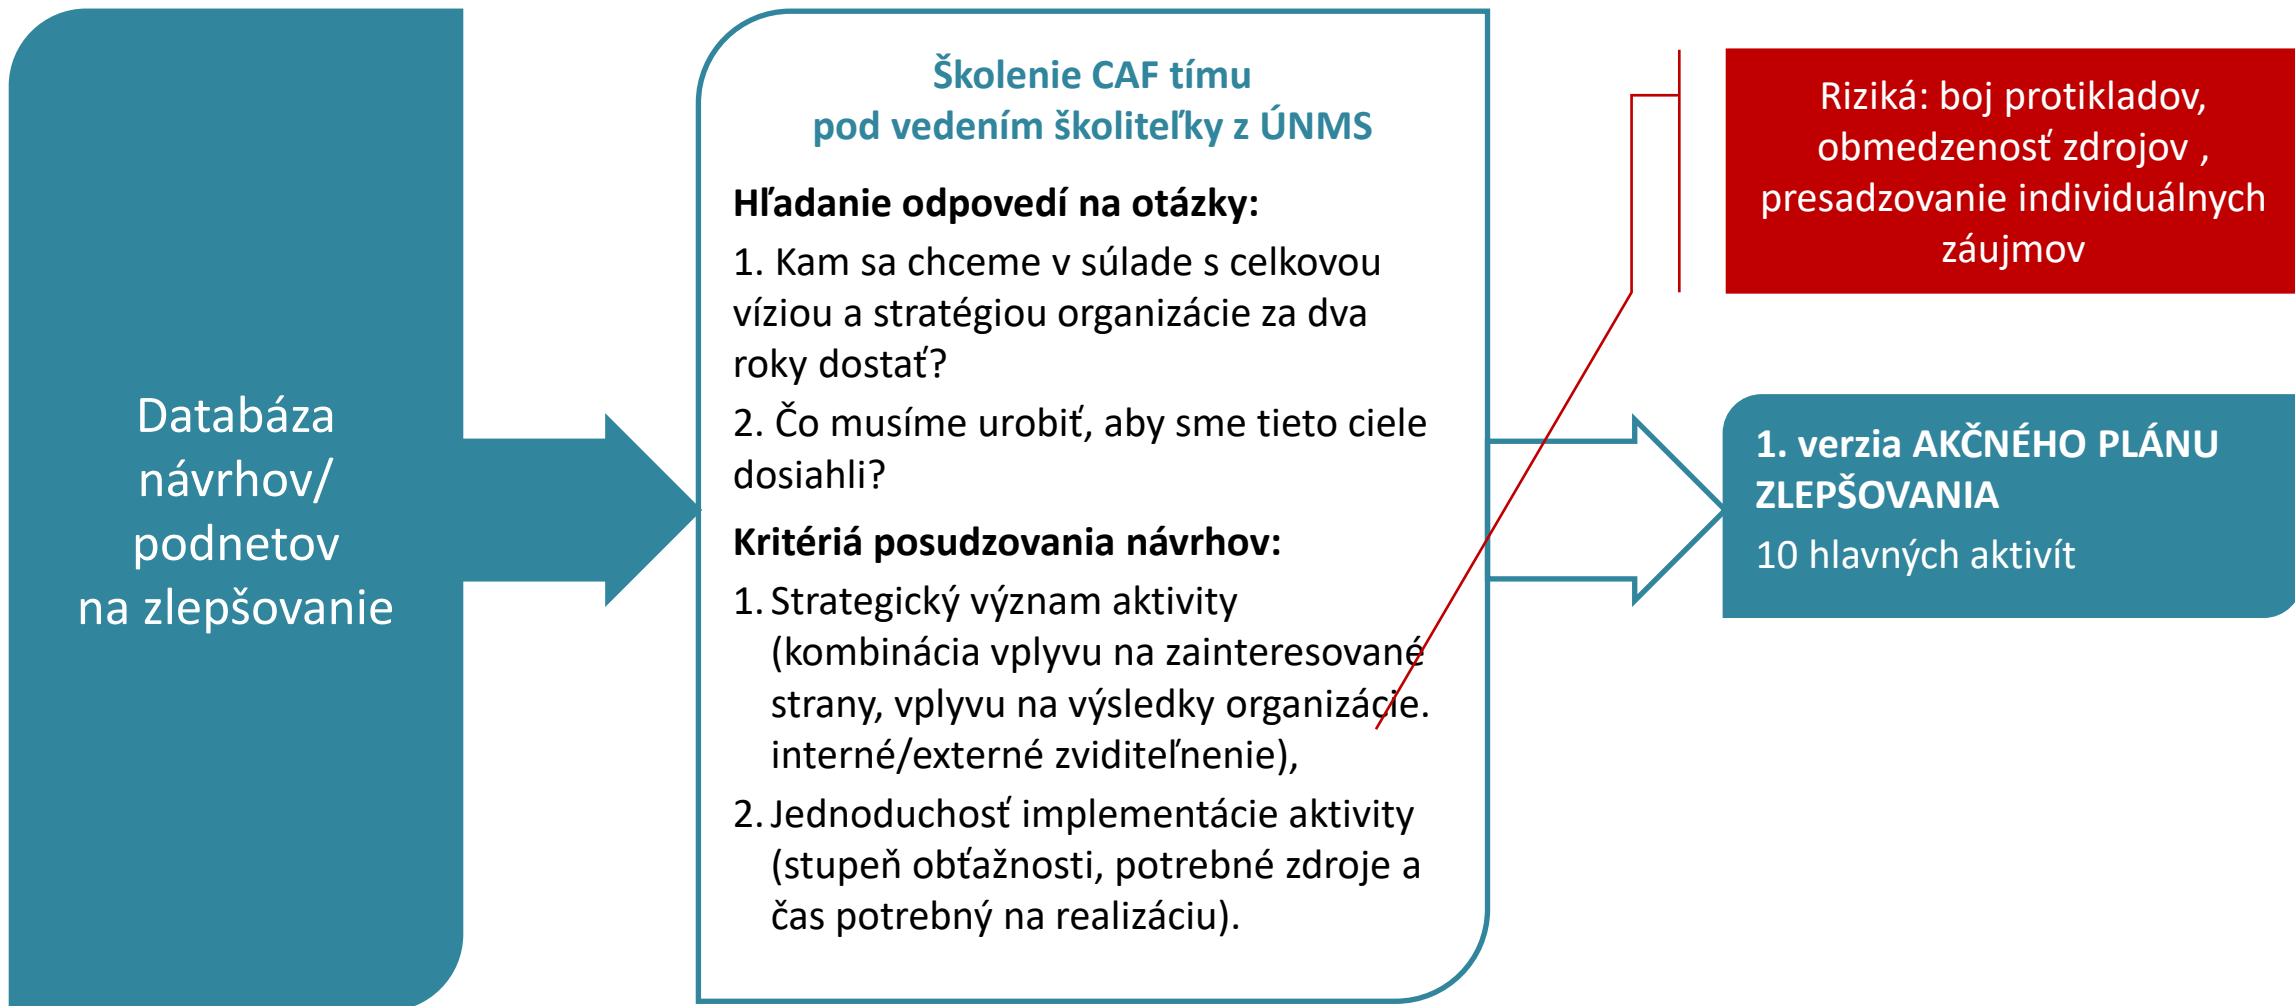 Databáza
návrhov/
podnetov
na zlepšovanie
Školenie CAF tímu
pod vedením školiteľky z ÚNMS
Hľadanie odpovedí na otázky:
1. Kam sa chceme v súlade s celkovou
víziou a stratégiou organizácie za dva
roky dostať?
2. Čo musíme urobiť, aby sme tieto ciele
dosiahli?
Kritériá posudzovania návrhov:
1. Strategický význam aktivity
(kombinácia vplyvu na zainteresované
strany, vplyvu na výsledky organizácie.
interné/externé zviditeľnenie),
2. Jednoduchosť implementácie aktivity
(stupeň obťažnosti, potrebné zdroje a
čas potrebný na realizáciu).
Riziká: boj protikladov,
obmedzenosť zdrojov ,
presadzovanie individuálnych
záujmov
1. verzia AKČNÉHO PLÁNU
ZLEPŠOVANIA
10 hlavných aktivít